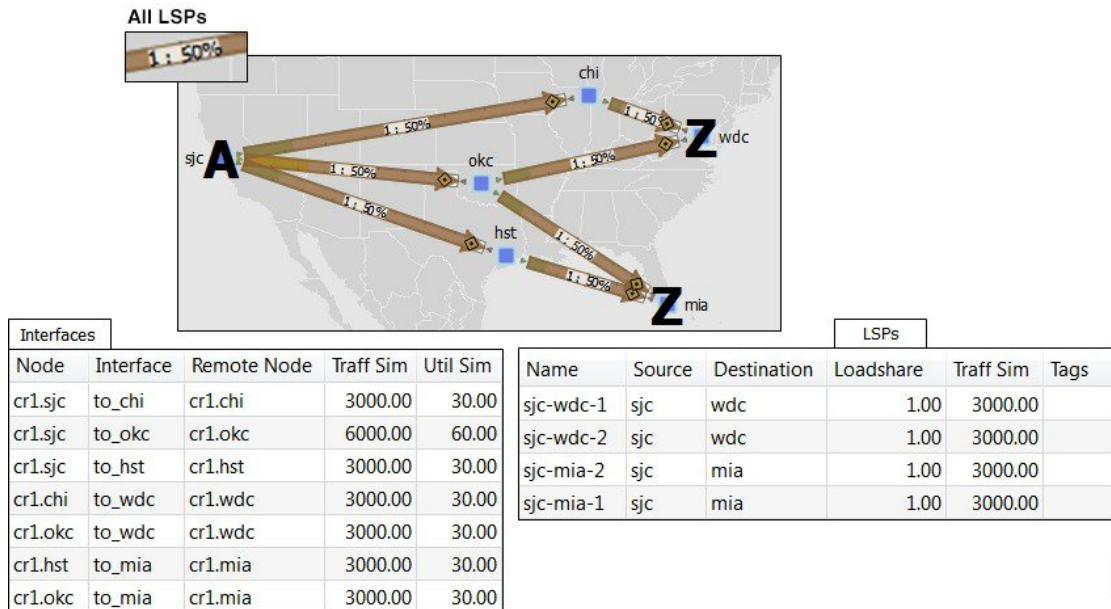 All LSPs
1 : 50%
chi
1 : 50%
1 : 50%
Z wdc
sjc A
okc
1 : 50%
1 : 50%
1 : 50%
hst
1 : 50%
1 : 50%
Z mia
Interfaces
Node Interface Remote Node Traff Sim Util Sim
cr1.sjc to_chi cr1.chi 3000.00 30.00
cr1.sjc to_okc cr1.okc 6000.00 60.00
cr1.sjc to_hst cr1.hst 3000.00 30.00
cr1.chi to_wdc cr1.wdc 3000.00 30.00
cr1.okc to_wdc cr1.wdc 3000.00 30.00
cr1.hst to_mia cr1.mia 3000.00 30.00
cr1.okc to_mia cr1.mia 3000.00 30.00
LSPs
Name Source Destination Loadshare Traff Sim Tags
sjc-wdc-1 sjc wdc 1.00 3000.00
sjc-wdc-2 sjc wdc 1.00 3000.00
sjc-mia-2 sjc mia 1.00 3000.00
sjc-mia-1 sjc mia 1.00 3000.00